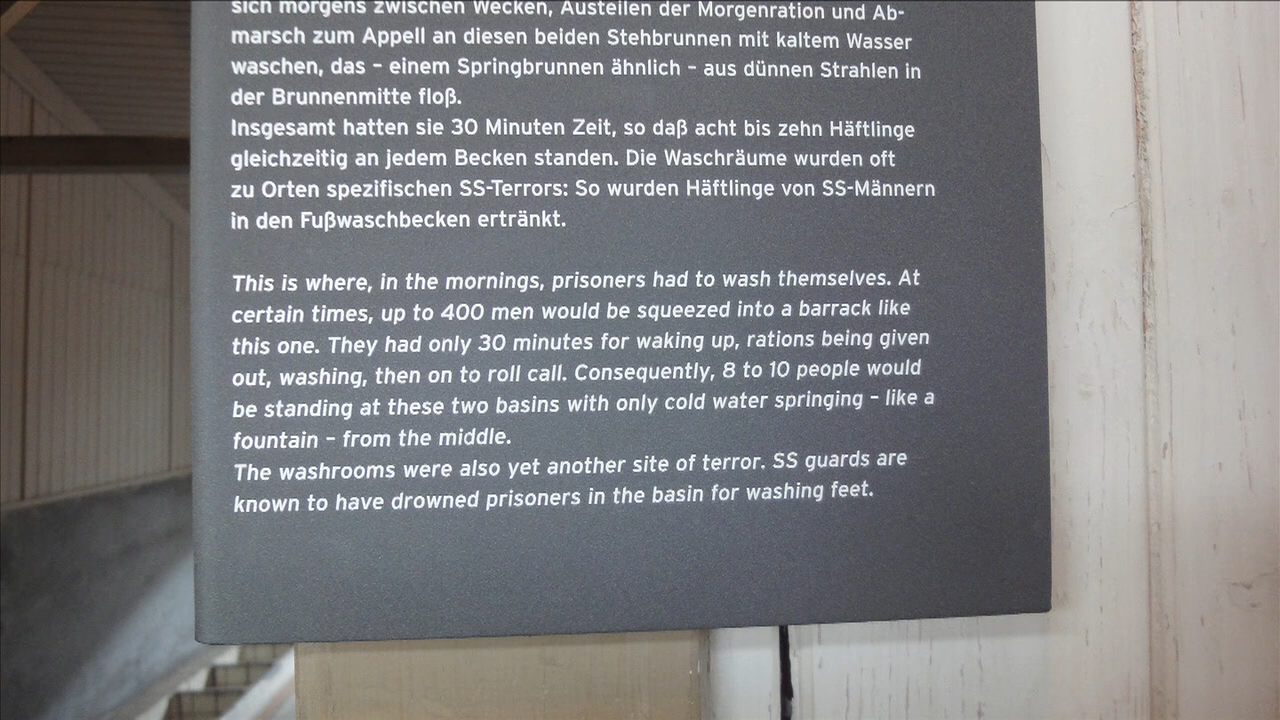 sich morgens zwischen Wecken, Austeilen der Morgenration und Ab-
marsch zum Appell an diesen beiden Stehbrunnen mit kaltem Wasser
waschen, das – einem Springbrunnen ähnlich – aus dünnen Strahlen in
der Brunnenmitte floß.
Insgesamt hatten sie 30 Minuten Zeit, so daß acht bis zehn Häftlinge
gleichzeitig an jedem Becken standen. Die Waschräume wurden oft
zu Orten spezifischen SS-Terrors: So wurden Häftlinge von SS-Männern
in den Fußwaschbecken ertränkt.
This is where, in the mornings, prisoners had to wash themselves. At
certain times, up to 400 men would be squeezed into a barrack like
this one. They had only 30 minutes for waking up, rations being given
out, washing, then on to roll call. Consequently, 8 to 10 people would
be standing at these two basins with only cold water springing – like a
fountain – from the middle.
The washrooms were also yet another site of terror. SS guards are
known to have drowned prisoners in the basin for washing feet.